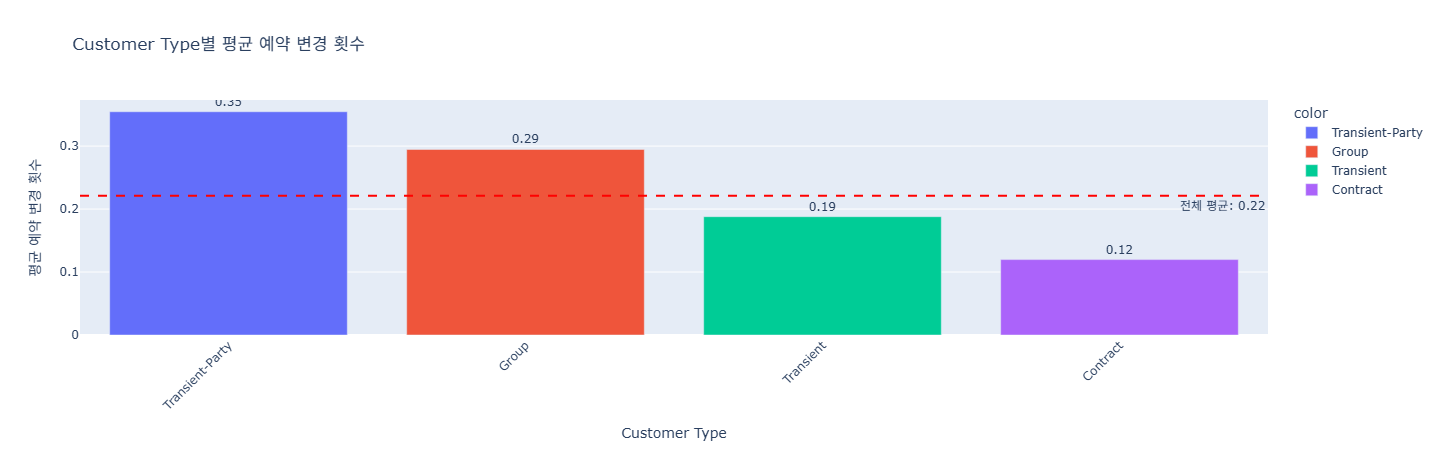 Customer Type별 평균 예약 변경 횟수
평균 예약 변경 횟수
0.3
0.2
0.1
0
0.35
0.29
0.19
0.12
전체 평균: 0.22
Transient-Party
Group
Transient
Contract
Customer Type
color
Transient-Party
Group
Transient
Contract